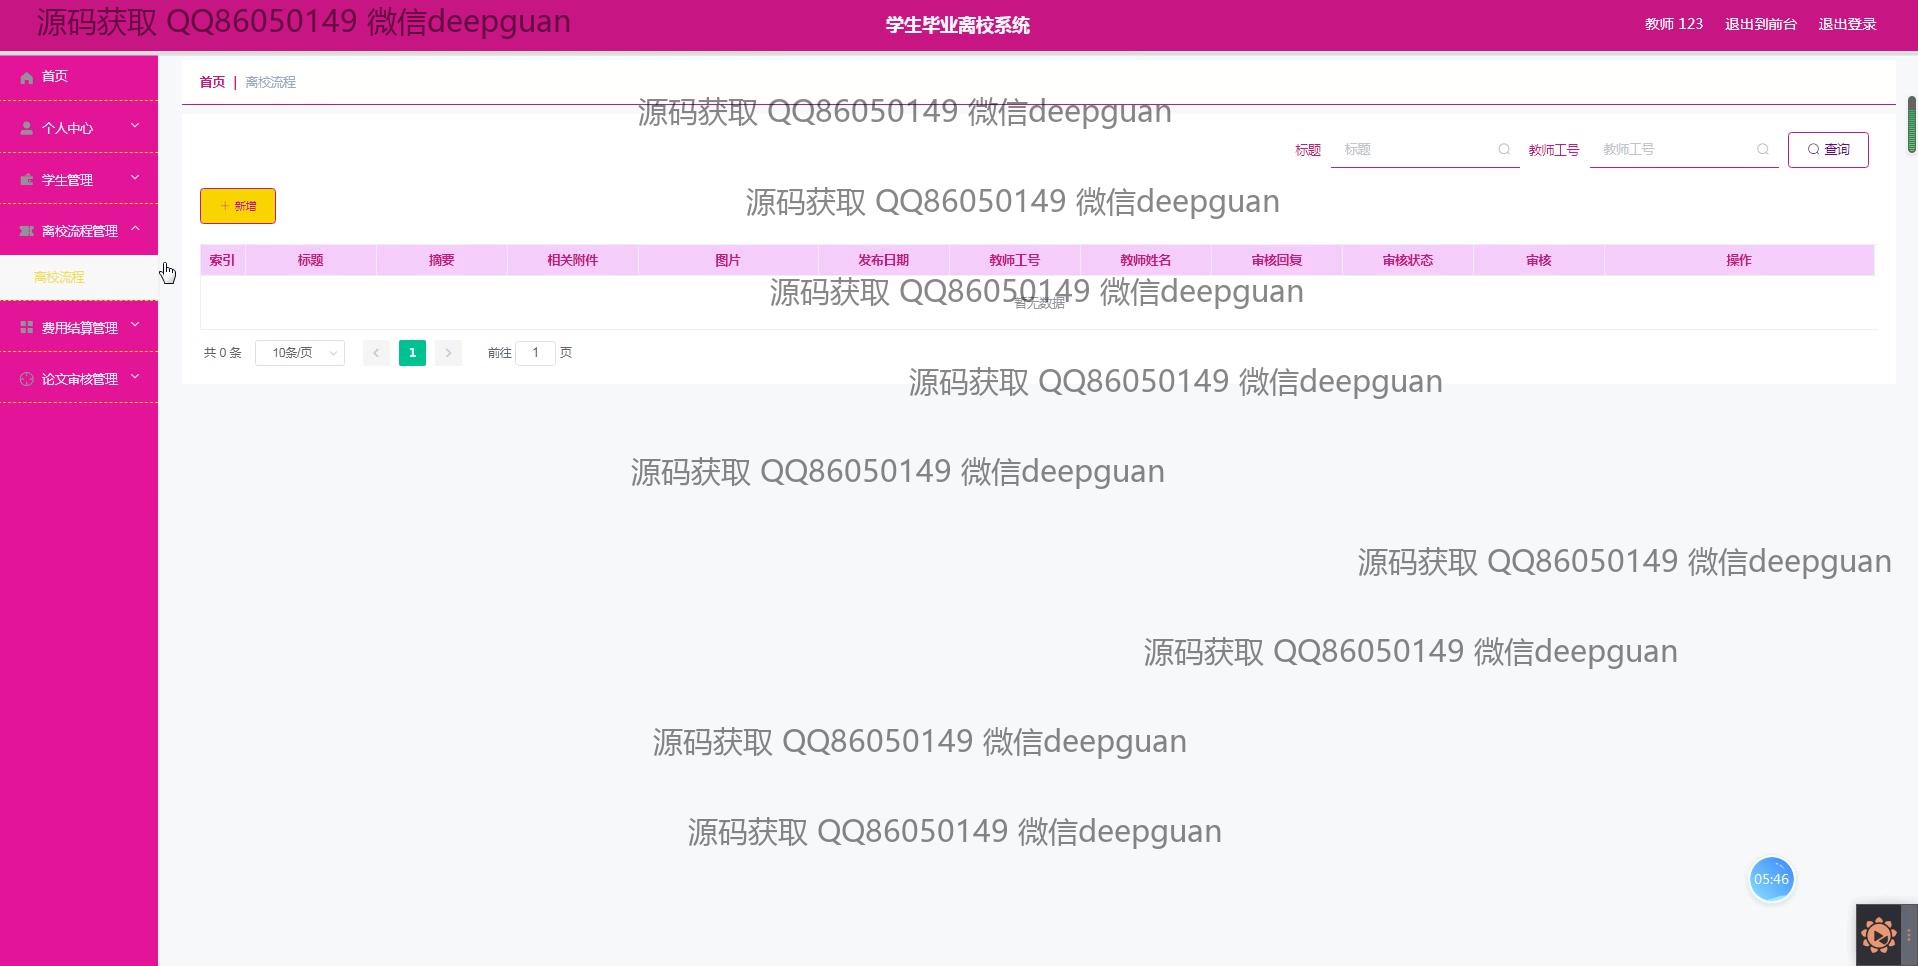 源码获取 QQ86050149 微信deepguan
学生毕业离校系统
教师 123 退出到前台 退出登录
首页
个人中心
学生管理
离校流程管理
离校流程
费用结算管理
论文审核管理
首页 | 离校流程
源码获取 QQ86050149 微信deepguan
标题 标题 教师工号 教师工号 查询
源码获取 QQ86050149 微信deepguan
+ 新增
索引 标题 摘要 相关附件 图片 发布日期 教师工号 教师姓名 审核回复 审核状态 审核 操作
源码获取 QQ86050149 微信deepguan
暂无数据
共 0 条 10条/页 1 前往 1 页
源码获取 QQ86050149 微信deepguan
源码获取 QQ86050149 微信deepguan
源码获取 QQ86050149 微信deepguan
源码获取 QQ86050149 微信deepguan
源码获取 QQ86050149 微信deepguan
源码获取 QQ86050149 微信deepguan
05:46